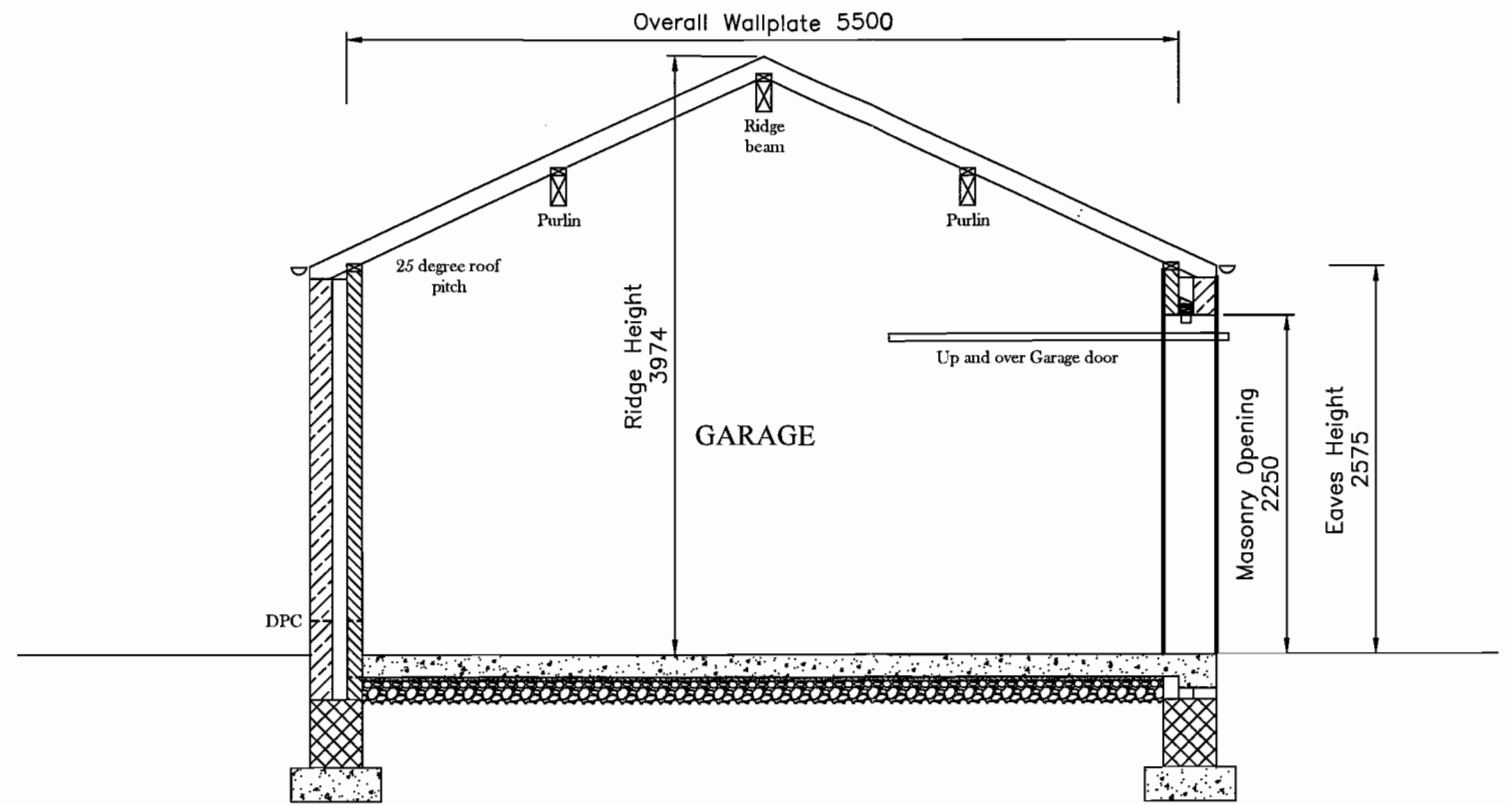 Overall Wallplate 5500
Ridge
beam
Purlin
Purlin
25 degree roof
pitch
Ridge Height
3974
Up and over Garage door
GARAGE
Masonry Opening
2250
Eaves Height
2575
DPC